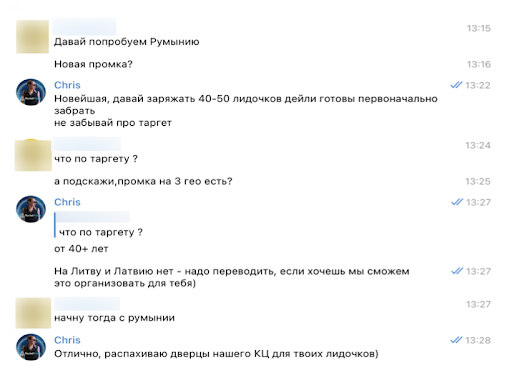 13:15
Давай попробуем Румынию
Новая промка?
13:16
Chris
13:22
Новейшая, давай заряжать 40-50 лидочков дейли готовы первоначально
забрать
не забывай про таргет
13:24
что по таргету ?
а подскажи,промка на 3 гео есть?
13:25
Chris
13:27
что по таргету ?
от 40+ лет
На Литву и Латвию нет - надо переводить, если хочешь мы сможем
13:27
это организовать для тебя)
13:27
начну тогда с румынии
Chris
13:28
Отлично, распахиваю дверцы нашего КЦ для твоих лидочков)